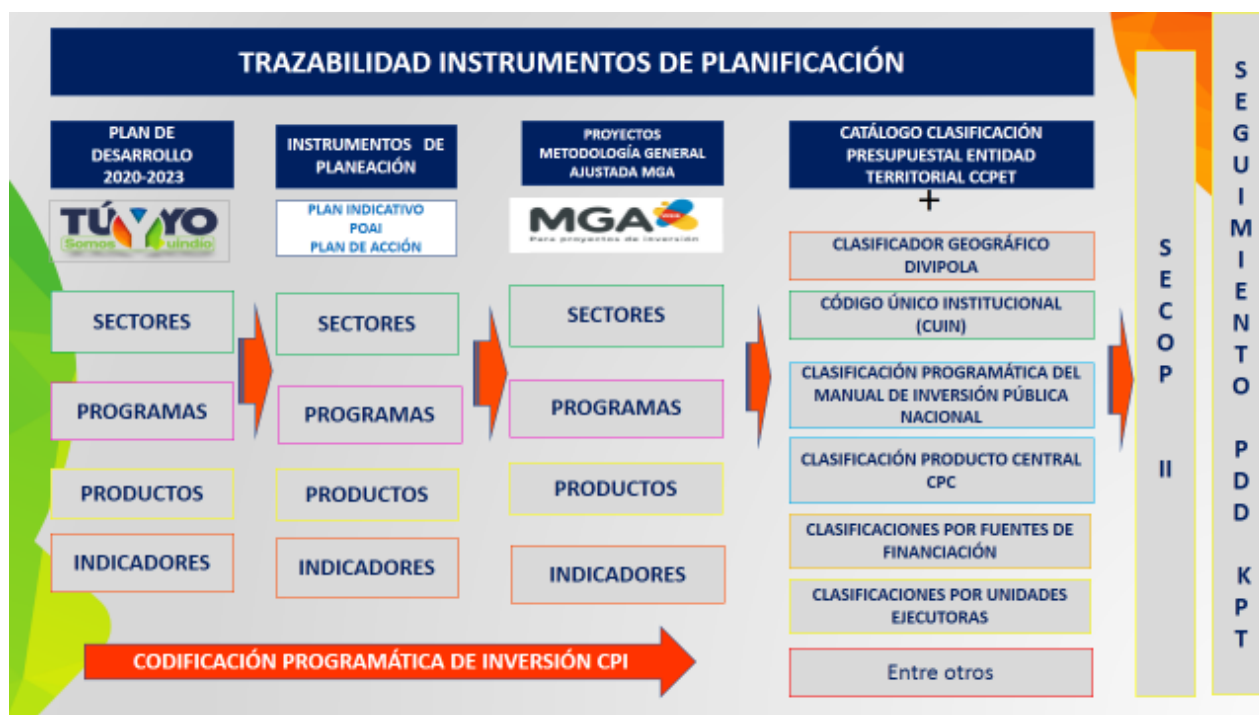 TRAZABILIDAD INSTRUMENTOS DE PLANIFICACIÓN
PLAN DE
DESARROLLO
2020-2023
TÚ Y YO
Somos Quindío
SECTORES
PROGRAMAS
PRODUCTOS
INDICADORES
INSTRUMENTOS DE
PLANEACIÓN
PLAN INDICATIVO
POAI
PLAN DE ACCIÓN
SECTORES
PROGRAMAS
PRODUCTOS
INDICADORES
PROYECTOS
METODOLOGÍA GENERAL
AJUSTADA MGA
MGA
Para proyectos de inversión
SECTORES
PROGRAMAS
PRODUCTOS
INDICADORES
CODIFICACIÓN PROGRAMÁTICA DE INVERSIÓN CPI
CATÁLOGO CLASIFICACIÓN
PRESUPUESTAL ENTIDAD
TERRITORIAL CCPET
+
CLASIFICADOR GEOGRÁFICO
DIVIPOLA
CÓDIGO ÚNICO INSTITUCIONAL
(CUIN)
CLASIFICACIÓN PROGRAMÁTICA DEL
MANUAL DE INVERSIÓN PÚBLICA
NACIONAL
CLASIFICACIÓN PRODUCTO CENTRAL
CPC
CLASIFICACIONES POR FUENTES DE
FINANCIACIÓN
CLASIFICACIONES POR UNIDADES
EJECUTORAS
Entre otros
SECOP II
SEGUIMIENTO PDD KPT